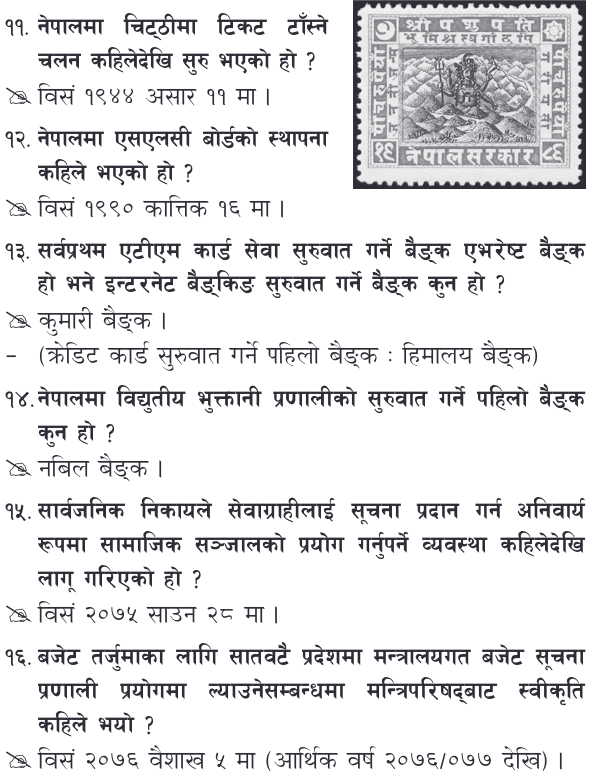 ११. नेपालमा चिट्ठीमा टिकट टाँस्ने
चलन कहिलेदेखि सुरु भएको हो ?
विसं १९४४ असार ११ मा ।
१२. नेपालमा एसएलसी बोर्डको स्थापना
कहिले भएको हो ?
विसं १९९० कात्तिक १६ मा ।
श्री पशुपति
नेपाल सरकार
१३. सर्वप्रथम एटीएम कार्ड सेवा सुरुवात गर्ने बैङ्क एभरेष्ट बैङ्क
हो भने इन्टरनेट बैङ्किङ सुरुवात गर्ने बैङ्क कुन हो ?
कुमारी बैङ्क ।
- (क्रेडिट कार्ड सुरुवात गर्ने पहिलो बैङ्क : हिमालय बैङ्क)
१४. नेपालमा विद्युतीय भुक्तानी प्रणालीको सुरुवात गर्ने पहिलो बैङ्क
कुन हो ?
नबिल बैङ्क ।
१५. सार्वजनिक निकायले सेवाग्राहीलाई सूचना प्रदान गर्न अनिवार्य
रूपमा सामाजिक सञ्जालको प्रयोग गर्नुपर्ने व्यवस्था कहिलेदेखि
लागू गरिएको हो ?
विसं २०७५ साउन २८ मा ।
१६. बजेट तर्जुमाका लागि सातवटै प्रदेशमा मन्त्रालयगत बजेट सूचना
प्रणाली प्रयोगमा ल्याउनेसम्बन्धमा मन्त्रिपरिषद्बाट स्वीकृति
कहिले भयो ?
विसं २०७६ वैशाख ५ मा (आर्थिक वर्ष २०७६/०७७ देखि) ।